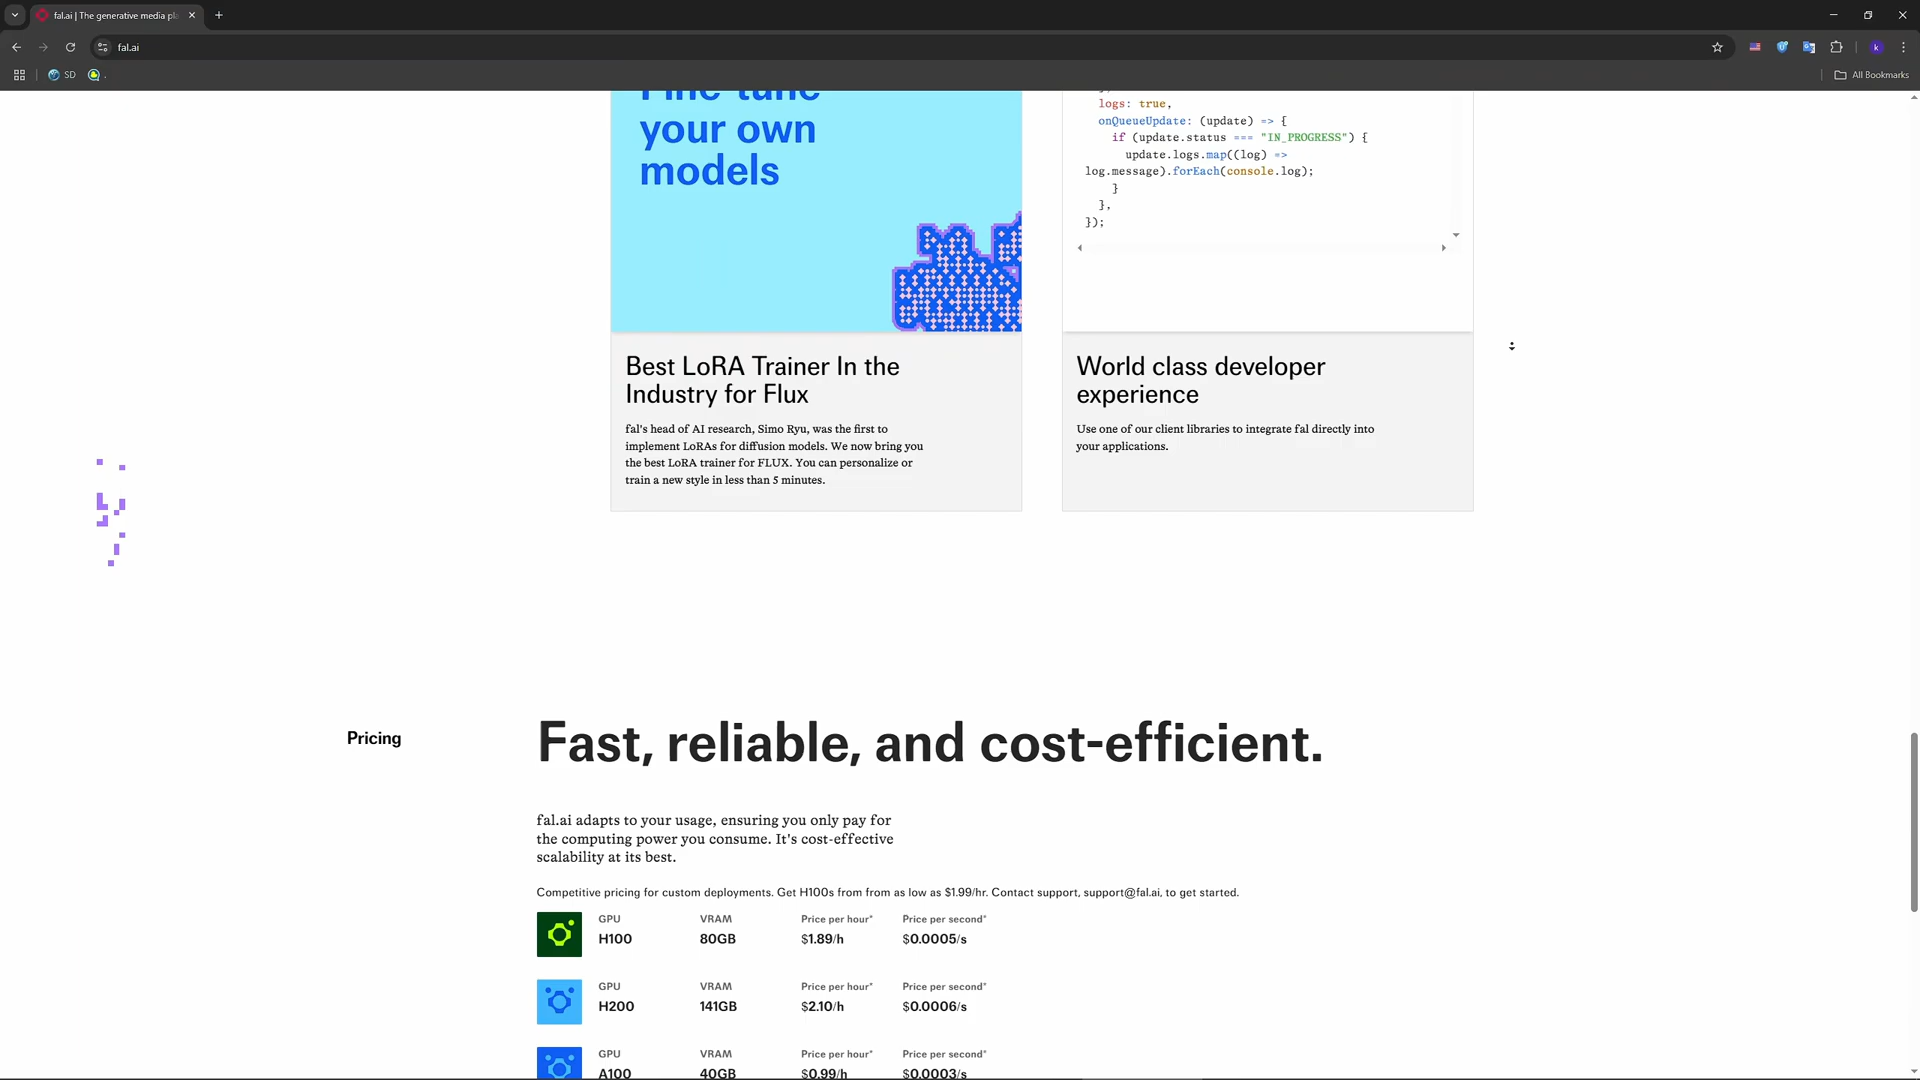 fal.ai | The generative media pl
fal.ai
k
SD
.
All Bookmarks
Fine-tune
your own
models
logs: true,
onQueueUpdate: (update) => {
if (update.status === "IN_PROGRESS") {
update.logs.map((log) =>
log.message).forEach(console.log);
}
},
});
Best LoRA Trainer In the
Industry for Flux
fal's head of AI research, Simo Ryu, was the first to
implement LoRAs for diffusion models. We now bring you
the best LoRA trainer for FLUX. You can personalize or
train a new style in less than 5 minutes.
World class developer
experience
Use one of our client libraries to integrate fal directly into
your applications.
Pricing
Fast, reliable, and cost-efficient.
fal.ai adapts to your usage, ensuring you only pay for
the computing power you consume. It's cost-effective
scalability at its best.
Competitive pricing for custom deployments. Get H100s from from as low as $1.99/hr. Contact support, support@fal.ai, to get started.
GPU VRAM Price per hour* Price per second*
H100 80GB $1.89/h $0.0005/s
GPU VRAM Price per hour* Price per second*
H200 141GB $2.10/h $0.0006/s
GPU VRAM Price per hour* Price per second*
A100 40GB $0.99/h $0.0003/s